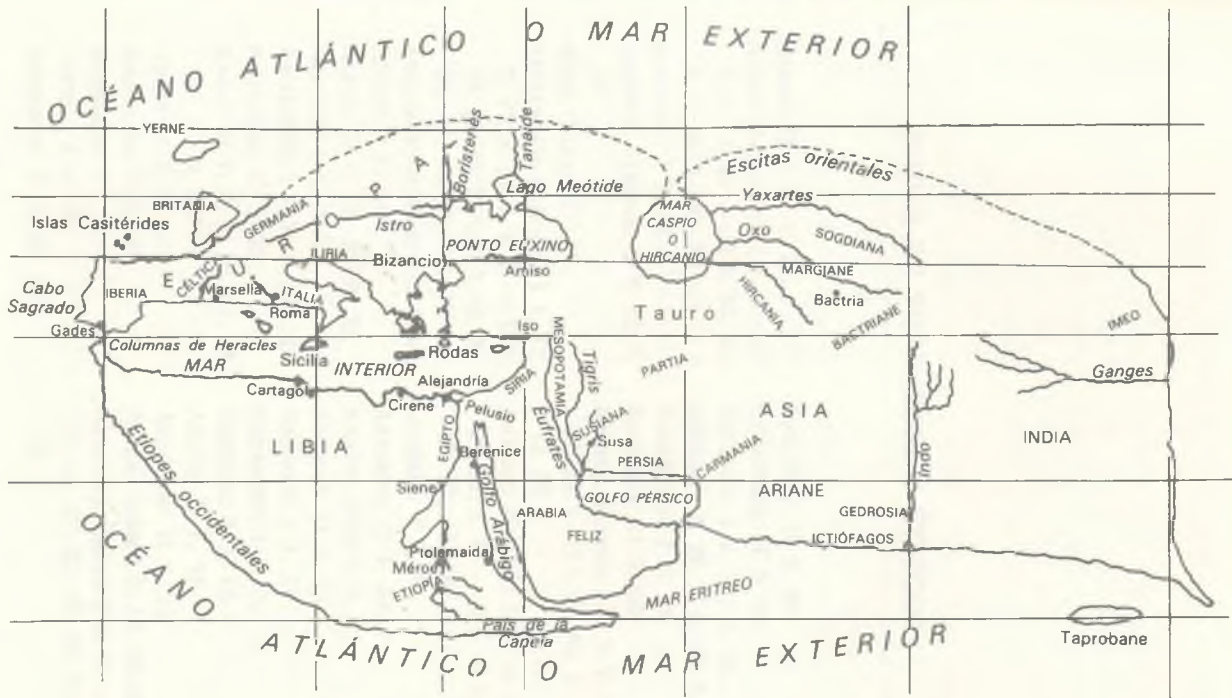 OCÉANO ATLÁNTICO O MAR EXTERIOR
YERNE
BRITANIA
Islas Casitérides
GERMANIA
EUROPA
Borístenes
Tanaide
Lago Meótide
Escitas orientales
Istro
PONTO EUXINO
MAR
CASPIO
O
HIRCANIO
Yaxartes
Oxo
SOGDIANA
ILIRIA
Bizancio
Amiso
MARGIANE
Cabo
Sagrado
IBERIA
CÉLTICA
Marsella
ITALIA
Roma
HIRCANIA
Bactria
Tauro
BACTRIANE
IMEO
Gades
Columnas de Heracles
Sicilia
Rodas
Iso
MAR INTERIOR
MESOPOTAMIA
Tigris
PARTIA
Ganges
Cartago
Cirene
Alejandría
SIRIA
Pelusio
Éufrates
SUSIANA
Susa
ASIA
INDIA
LIBIA
EGIPTO
Berenice
PERSIA
CARMANIA
Indo
Etíopes occidentales
Siene
Golfo Arábigo
ARABIA
FELIZ
GOLFO PÉRSICO
ARIANE
GEDROSIA
ICTIÓFAGOS
Ptolemaida
Méroe
ETIOPÍA
MAR ERITREO
País de la
Canela
Taprobane
OCÉANO ATLÁNTICO O MAR EXTERIOR